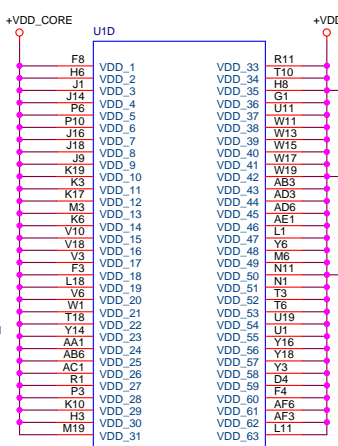 +VDD_CORE +VDD
U1D
F8 VDD_1 VDD_33 R11
H6 VDD_2 VDD_34 T10
J1 VDD_3 VDD_35 H8
J14 VDD_4 VDD_36 G1
P6 VDD_5 VDD_37 U11
P10 VDD_6 VDD_38 W11
J16 VDD_7 VDD_39 W13
J18 VDD_8 VDD_40 W15
J9 VDD_9 VDD_41 W17
K19 VDD_10 VDD_42 W19
K3 VDD_11 VDD_43 AB3
K17 VDD_12 VDD_44 AD3
M3 VDD_13 VDD_45 AD6
K6 VDD_14 VDD_46 AE1
V10 VDD_15 VDD_47 L1
V18 VDD_16 VDD_48 Y6
V3 VDD_17 VDD_49 M6
F3 VDD_18 VDD_50 N11
L18 VDD_19 VDD_51 N1
V6 VDD_20 VDD_52 T3
W1 VDD_21 VDD_53 T6
T18 VDD_22 VDD_54 U19
Y14 VDD_23 VDD_55 U1
AA1 VDD_24 VDD_56 Y16
AB6 VDD_25 VDD_57 Y18
AC1 VDD_26 VDD_58 Y3
R1 VDD_27 VDD_59 D4
P3 VDD_28 VDD_60 F4
K10 VDD_29 VDD_61 AF6
H3 VDD_30 VDD_62 AF3
M19 VDD_31 VDD_63 L11